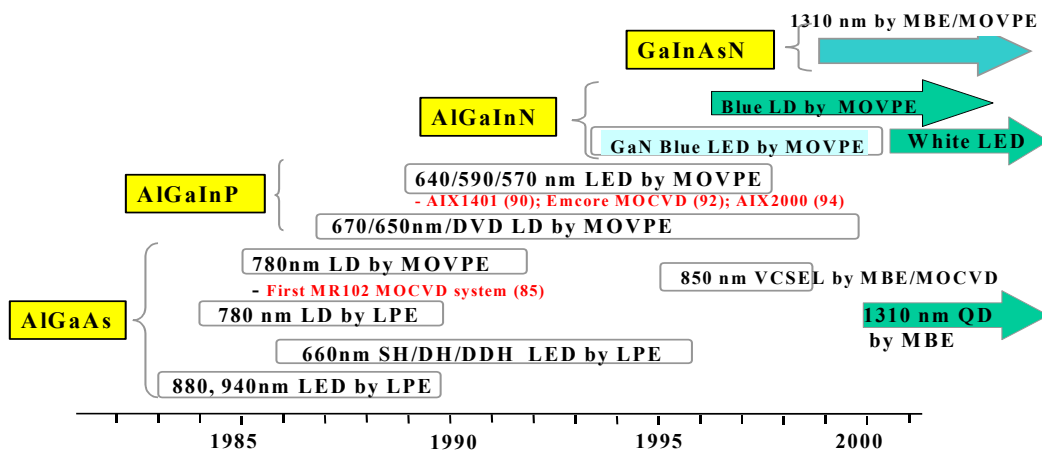 1310 nm by MBE/MOVPE
GaInAsN
Blue LD by MOVPE
AlGaInN
GaN Blue LED by MOVPE
White LED
640/590/570 nm LED by MOVPE
AlGaInP
- AIX1401 (90); Emcore MOCVD (92); AIX2000 (94)
670/650nm/DVD LD by MOVPE
780nm LD by MOVPE
850 nm VCSEL by MBE/MOCVD
- First MR102 MOCVD system (85)
AlGaAs
780 nm LD by LPE
1310 nm QD
by MBE
660nm SH/DH/DDH LED by LPE
880, 940nm LED by LPE
1985 1990 1995 2000